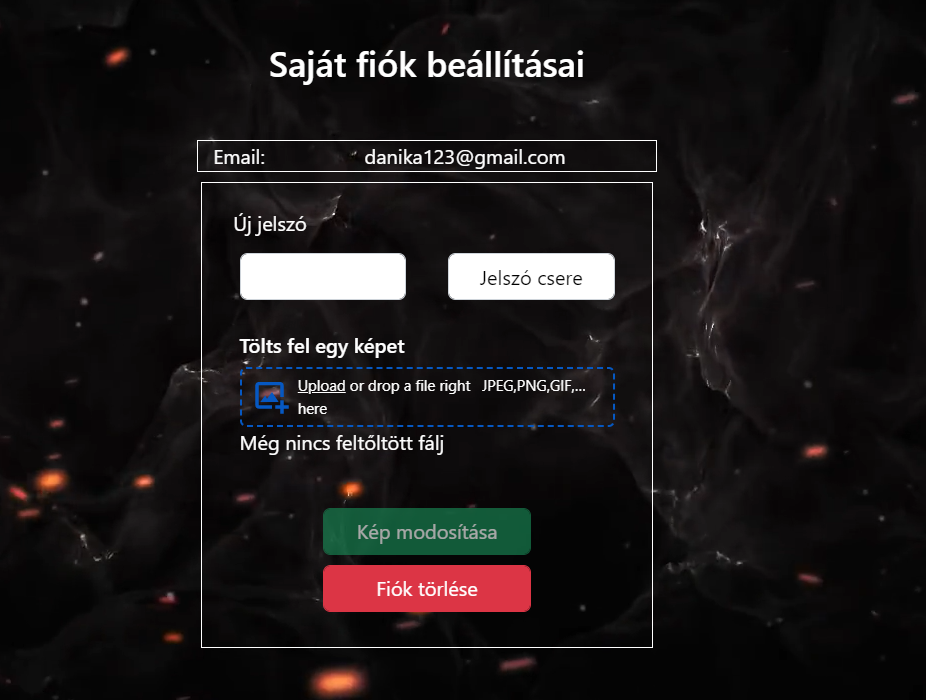 Saját fiók beállításai
Email: danika123@gmail.com
Új jelszó
Jelszó csere
Tölts fel egy képet
Upload or drop a file right here JPEG,PNG,GIF,...
Még nincs feltőltött fálj
Kép modosítása
Fiók törlése